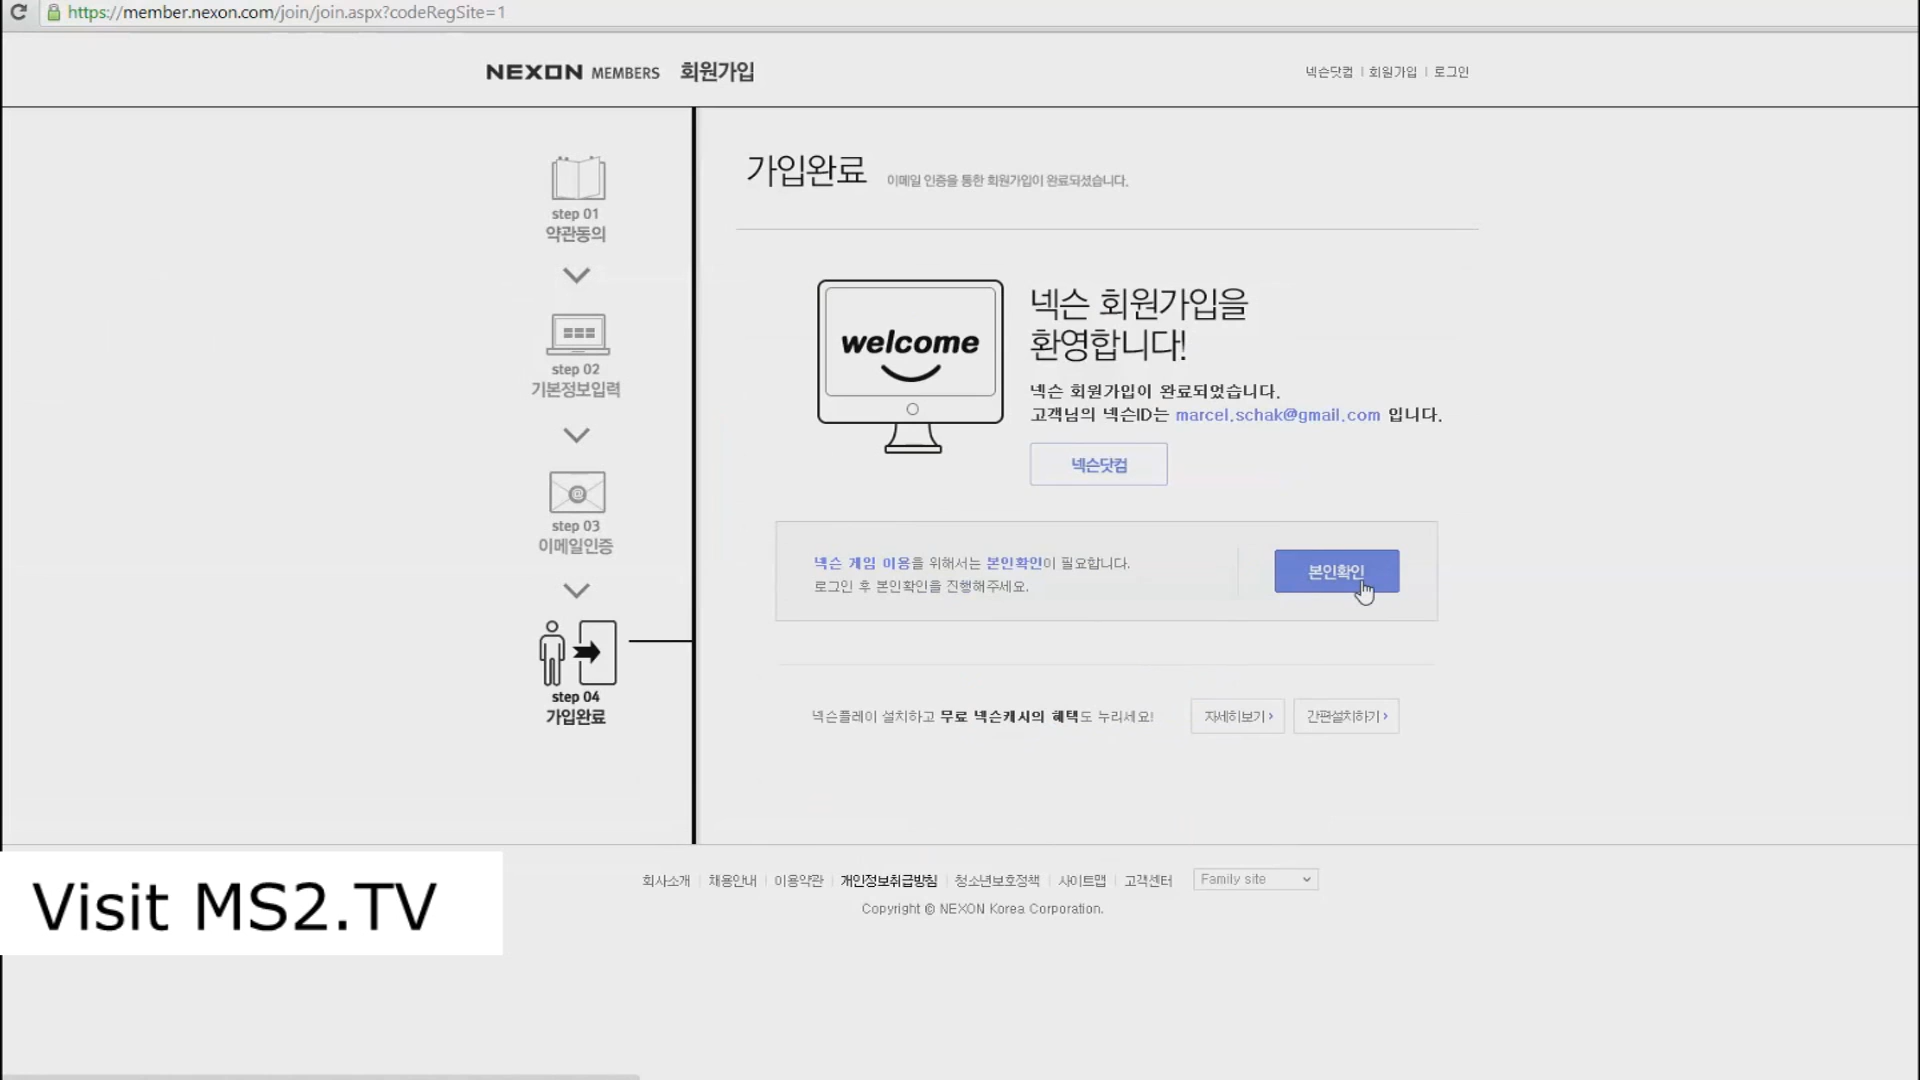 https://member.nexon.com/join/join.aspx?codeRegSite=1
NEXON MEMBERS 회원가입
넥슨닷컴 | 회원가입 | 로그인
step 01
약관동의
step 02
기본정보입력
step 03
이메일인증
step 04
가입완료
가입완료 이메일 인증을 통한 회원가입이 완료되셨습니다.
welcome
넥슨 회원가입을
환영합니다!
넥슨 회원가입이 완료되었습니다.
고객님의 넥슨ID는 marcel.schak@gmail.com 입니다.
넥슨닷컴
넥슨 게임 이용을 위해서는 본인확인이 필요합니다.
로그인 후 본인확인을 진행해주세요.
본인확인
넥슨플레이 설치하고 무료 넥슨캐시의 혜택도 누리세요!
자세히보기 ›
간편설치하기 ›
회사소개 | 채용안내 | 이용약관 | 개인정보취급방침 | 청소년보호정책 | 사이트맵 | 고객센터
Family site
Copyright © NEXON Korea Corporation.
Visit MS2.TV